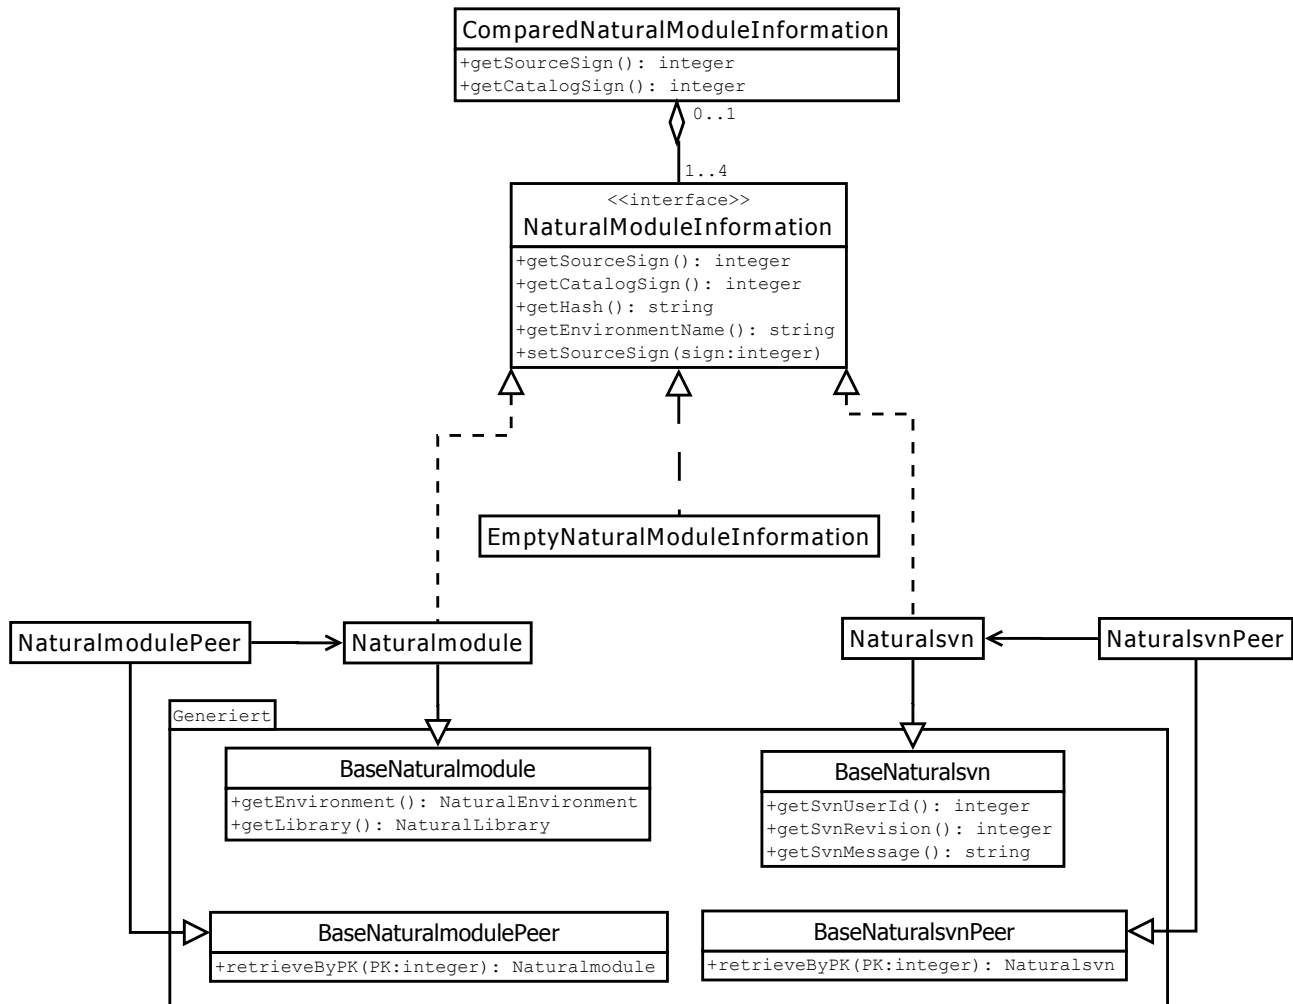 ComparedNaturalModuleInformation
+getSourceSign(): integer
+getCatalogSign(): integer
0..1
1..4
<<interface>>
NaturalModuleInformation
+getSourceSign(): integer
+getCatalogSign(): integer
+getHash(): string
+getEnvironmentName(): string
+setSourceSign(sign:integer)
EmptyNaturalModuleInformation
NaturalmodulePeer
Naturalmodule
Naturalsvn
NaturalsvnPeer
Generiert
BaseNaturalmodule
+getEnvironment(): NaturalEnvironment
+getLibrary(): NaturalLibrary
BaseNaturalsvn
+getSvnUserId(): integer
+getSvnRevision(): integer
+getSvnMessage(): string
BaseNaturalmodulePeer
+retrieveByPK(PK:integer): Naturalmodule
BaseNaturalsvnPeer
+retrieveByPK(PK:integer): Naturalsvn